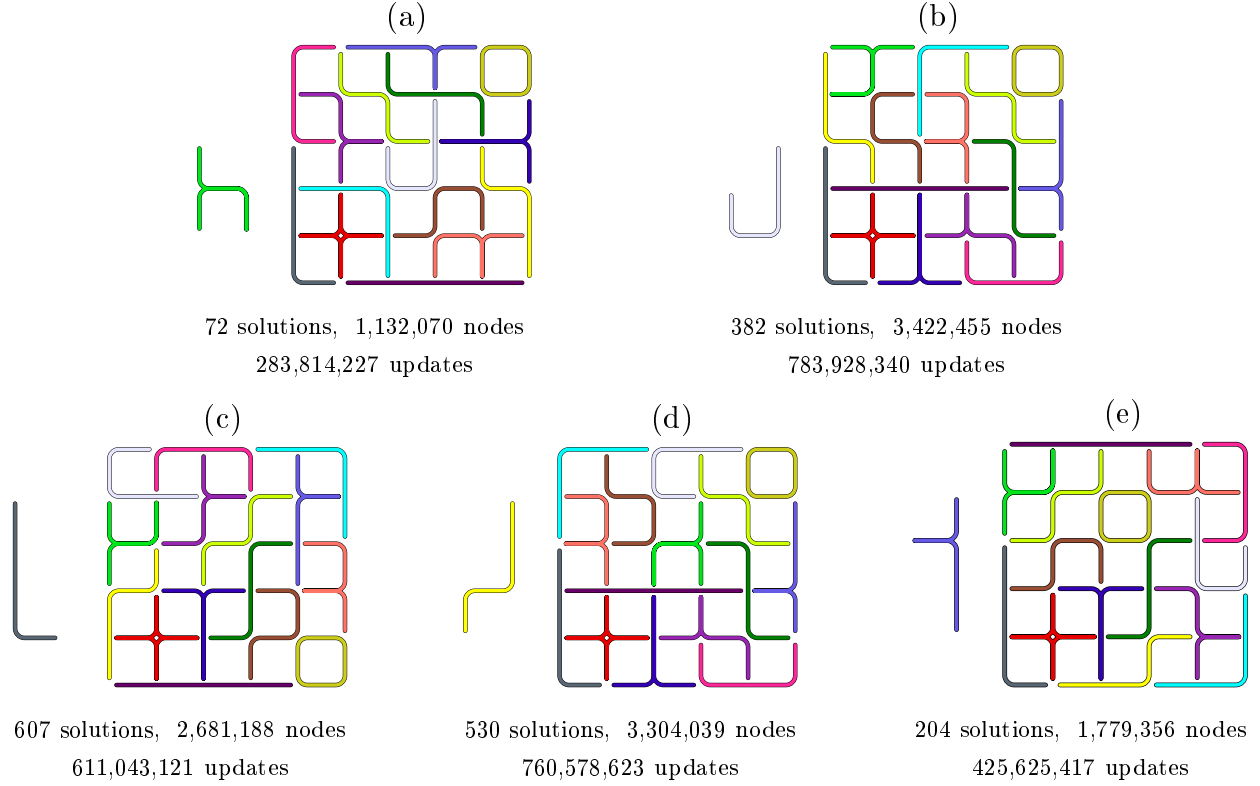 (a)
72 solutions, 1,132,070 nodes
283,814,227 updates
(b)
382 solutions, 3,422,455 nodes
783,928,340 updates
(c)
607 solutions, 2,681,188 nodes
611,043,121 updates
(d)
530 solutions, 3,304,039 nodes
760,578,623 updates
(e)
204 solutions, 1,779,356 nodes
425,625,417 updates